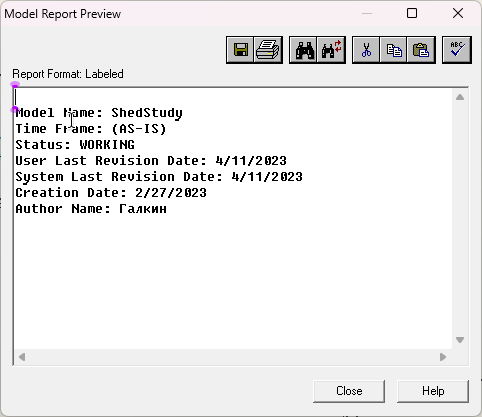 Model Report Preview
ABC
Report Format: Labeled
Model Name: ShedStudy
Time Frame: (AS-IS)
Status: WORKING
User Last Revision Date: 4/11/2023
System Last Revision Date: 4/11/2023
Creation Date: 2/27/2023
Author Name: Галкин
Close
Help